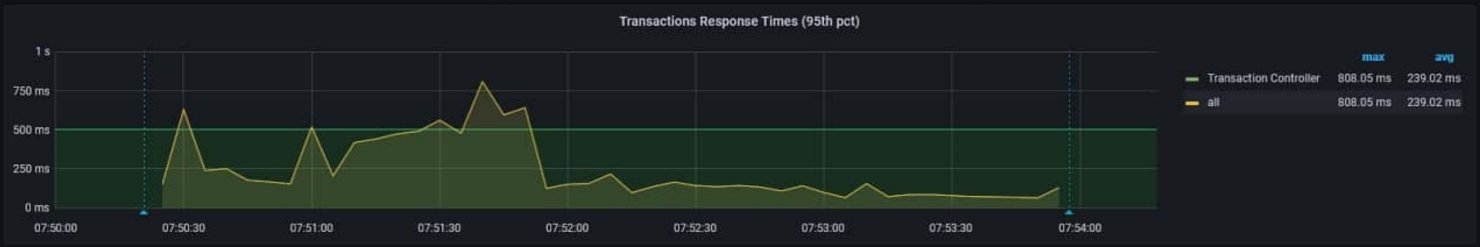 Transactions Response Times (95th pct)
1 s
750 ms
500 ms
250 ms
0 ms
07:50:00 07:50:30 07:51:00 07:51:30 07:52:00 07:52:30 07:53:00 07:53:30 07:54:00
max avg
Transaction Controller 808.05 ms 239.02 ms
all 808.05 ms 239.02 ms